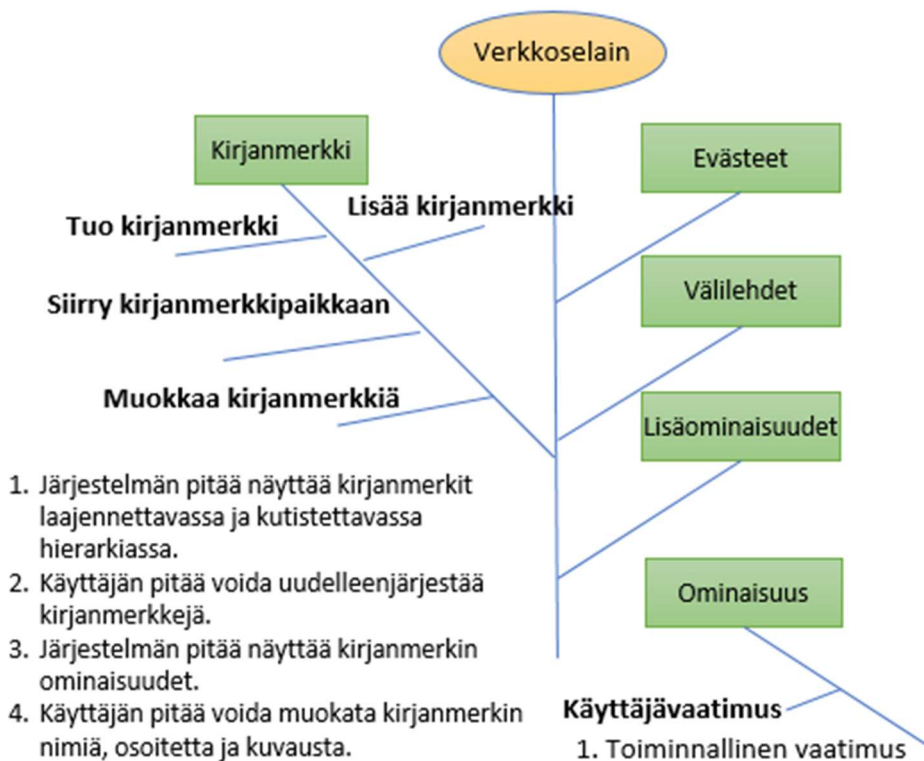 Verkkoselain
Kirjanmerkki
Evästeet
Lisää kirjanmerkki
Tuo kirjanmerkki
Välilehdet
Siirry kirjanmerkkipaikkaan
Muokkaa kirjanmerkkiä
Lisäominaisuudet
1. Järjestelmän pitää näyttää kirjanmerkit
laajennettavassa ja kutistettavassa
hierarkiassa.
2. Käyttäjän pitää voida uudelleenjärjestää
kirjanmerkkejä.
3. Järjestelmän pitää näyttää kirjanmerkin
ominaisuudet.
4. Käyttäjän pitää voida muokata kirjanmerkin
nimiä, osoitetta ja kuvausta.
Ominaisuus
Käyttäjävaatimus
1. Toiminnallinen vaatimus